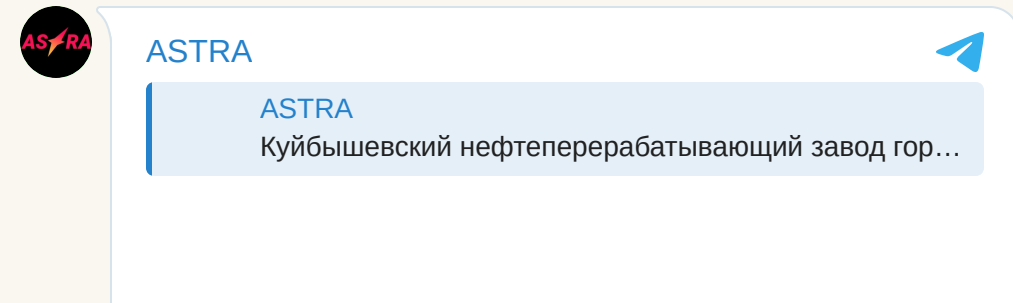 AS⚡RA
ASTRA
ASTRA
Куйбышевский нефтеперерабатывающий завод гор…